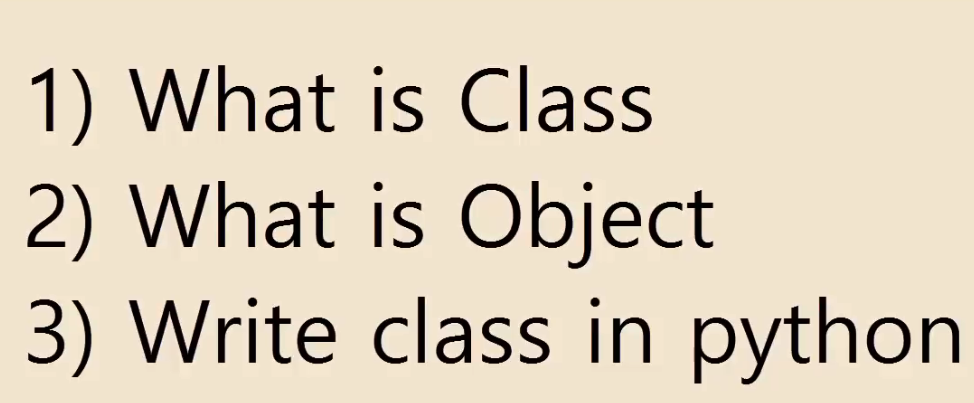 1) What is Class
2) What is Object
3) Write class in python